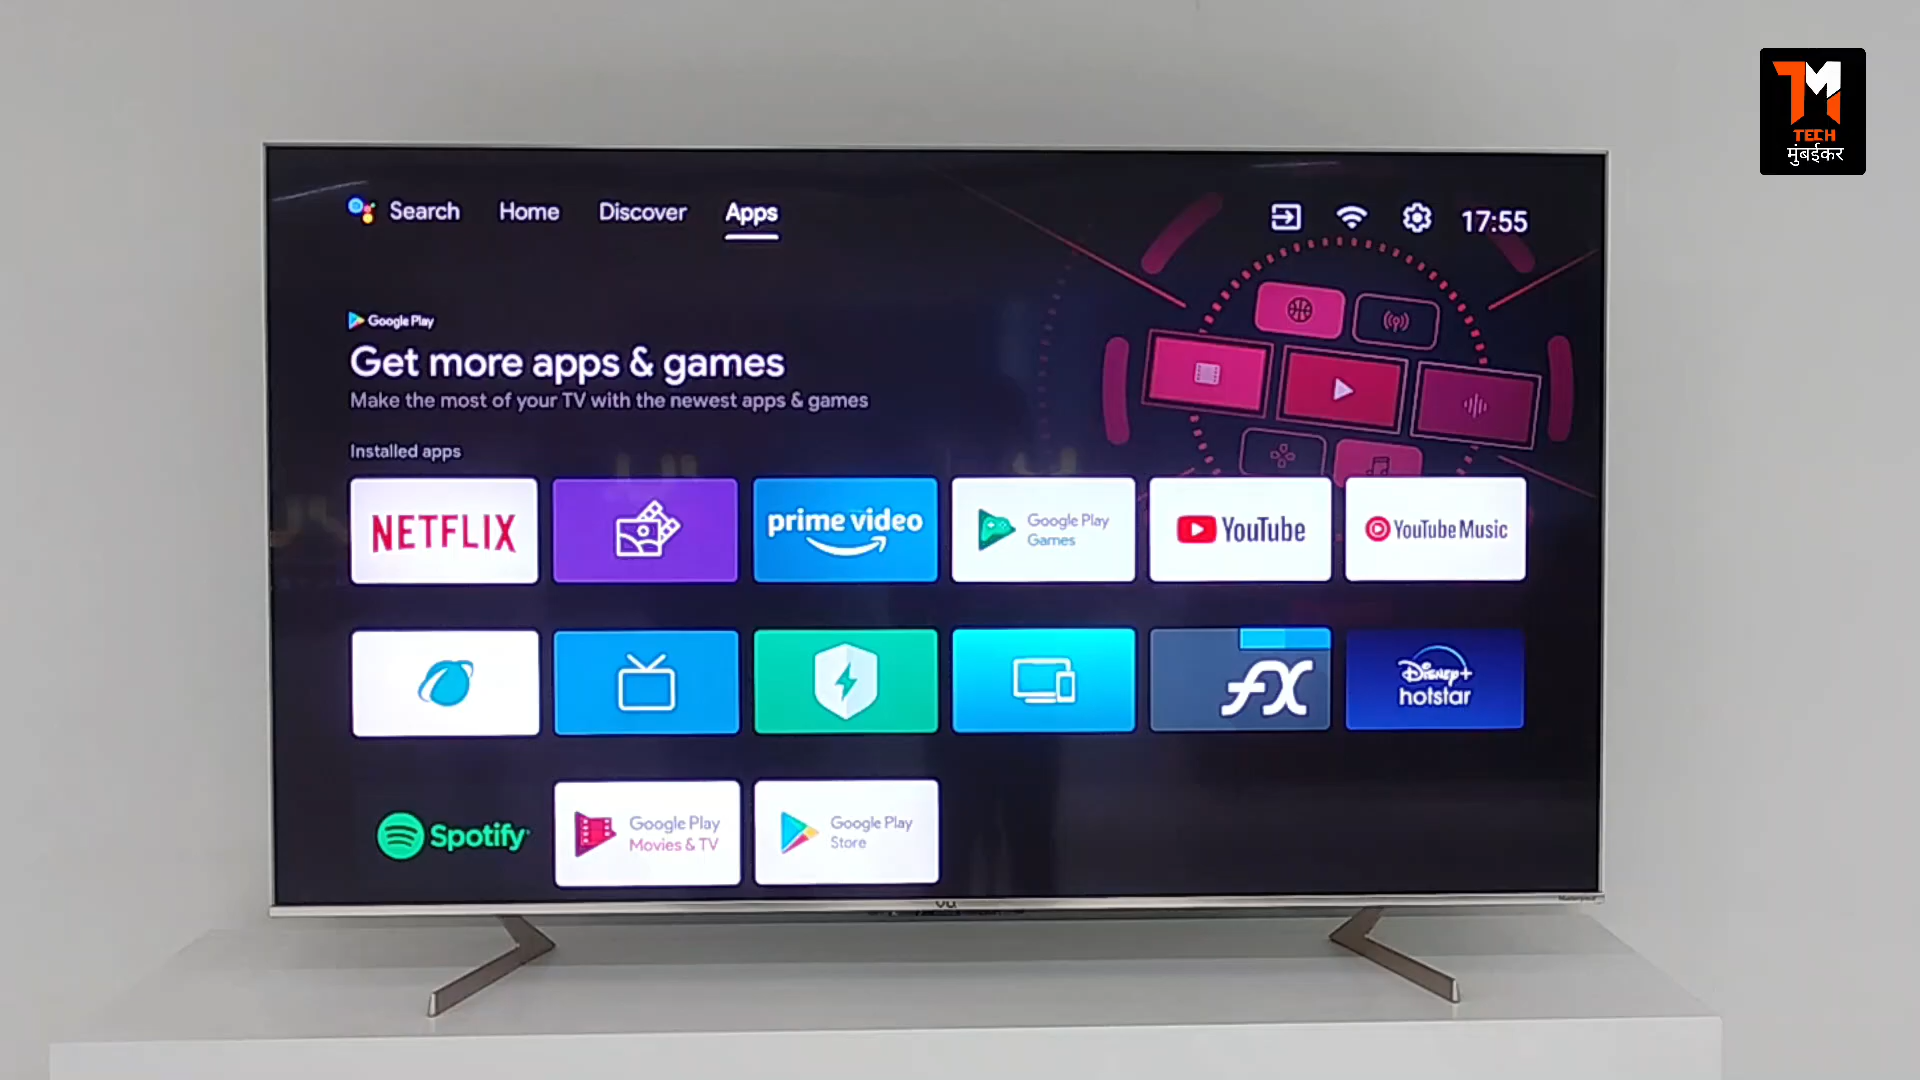 TM
TECH
मुंबईकर
Search Home Discover Apps 17:55
Google Play
Get more apps & games
Make the most of your TV with the newest apps & games
Installed apps
NETFLIX
prime video
Google Play
Games
YouTube
YouTube Music
fX
Disney+
hotstar
Spotify
Google Play
Movies & TV
Google Play
Store